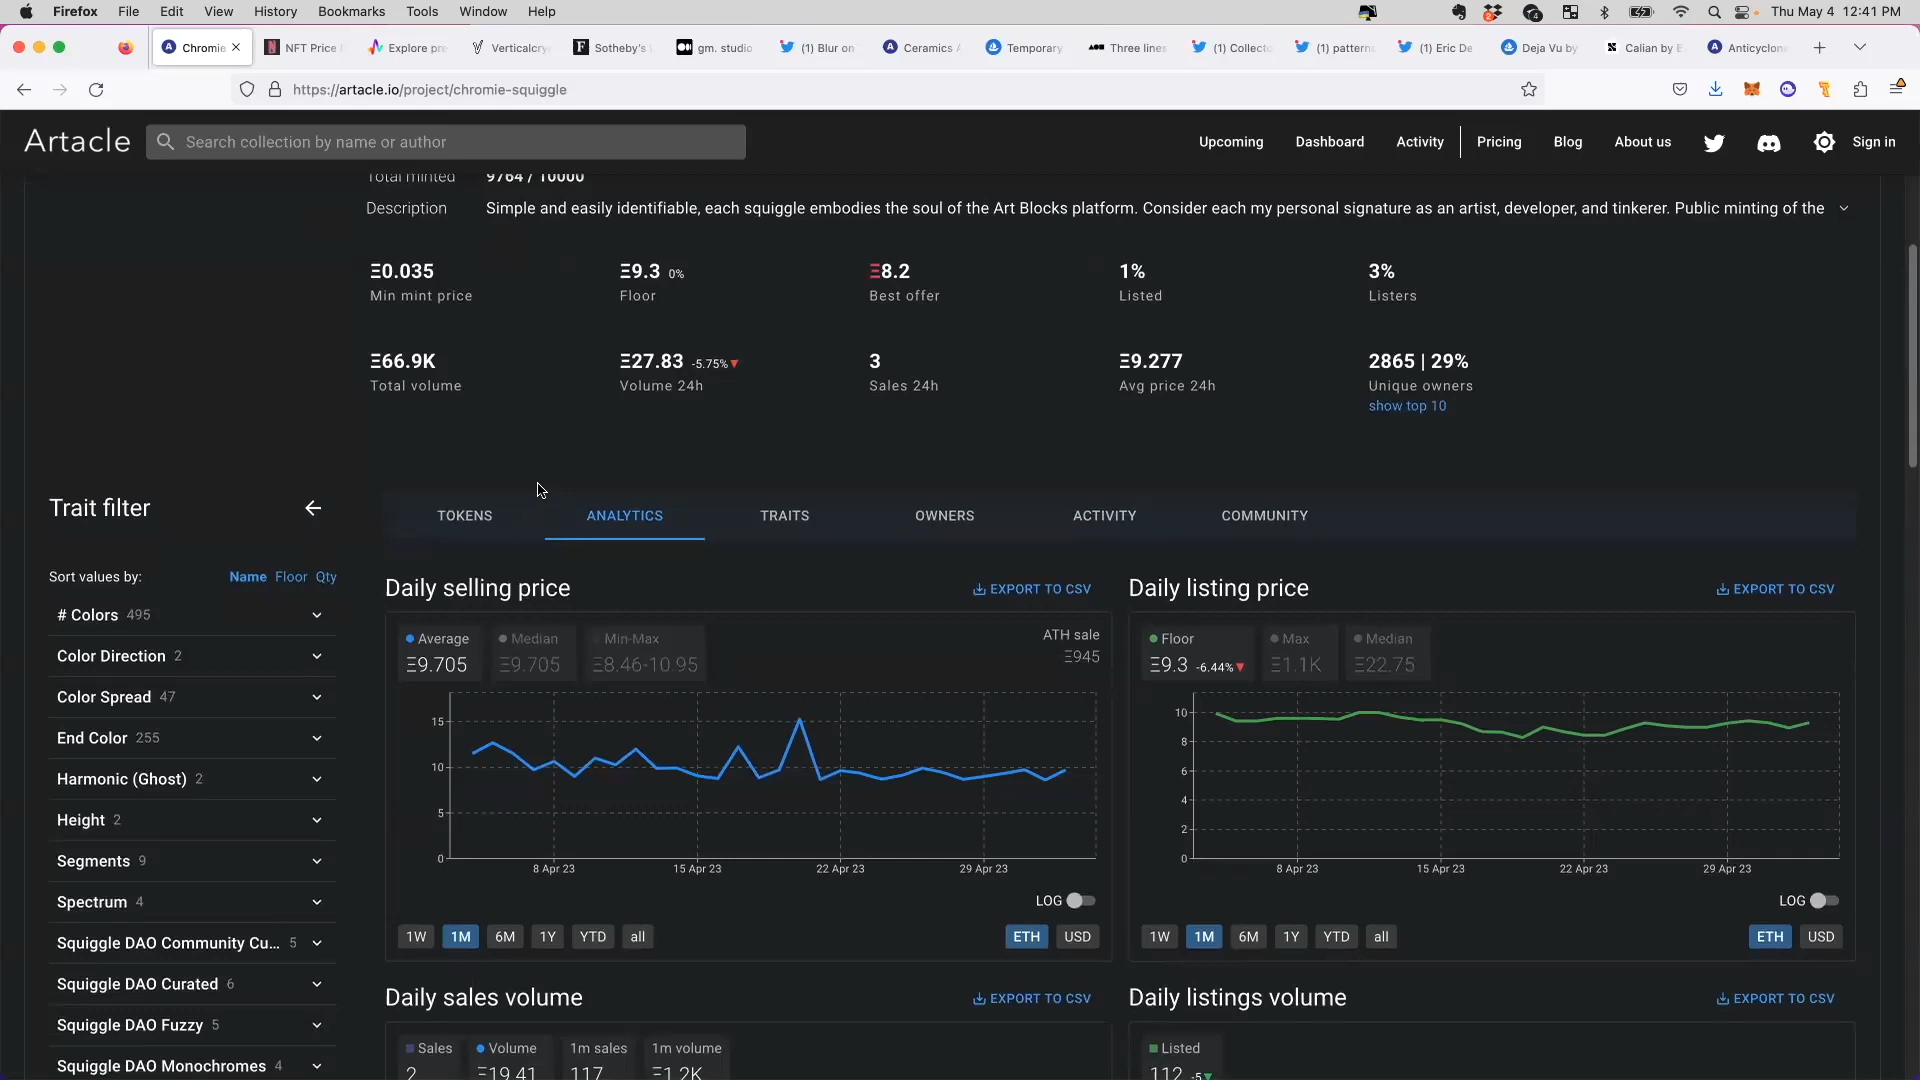 Firefox File Edit View History Bookmarks Tools Window Help Thu May 4 12:41 PM
Chromie NFT Price Explore pre Verticalcry Sotheby's gm. studio (1) Blur on Ceramics Temporary Three lines (1) Collecto (1) pattern (1) Eric De Deja Vu by Calian by E Anticyclon
https://artacle.io/project/chromie-squiggle
Artacle Search collection by name or author Upcoming Dashboard Activity Pricing Blog About us Sign in
Total minted 9764 / 10000
Description Simple and easily identifiable, each squiggle embodies the soul of the Art Blocks platform. Consider each my personal signature as an artist, developer, and tinkerer. Public minting of the
Ξ0.035 Ξ9.3 0% Ξ8.2 1% 3%
Min mint price Floor Best offer Listed Listers
Ξ66.9K Ξ27.83 -5.75% 3 Ξ9.277 2865 | 29%
Total volume Volume 24h Sales 24h Avg price 24h Unique owners
show top 10
Trait filter
TOKENS ANALYTICS TRAITS OWNERS ACTIVITY COMMUNITY
Sort values by: Name Floor Qty
# Colors 495
Color Direction 2
Color Spread 47
End Color 255
Harmonic (Ghost) 2
Height 2
Segments 9
Spectrum 4
Squiggle DAO Community Cu... 5
Squiggle DAO Curated 6
Squiggle DAO Fuzzy 5
Squiggle DAO Monochromes 4
Daily selling price EXPORT TO CSV
Average Median Min-Max ATH sale
Ξ9.705 Ξ9.705 Ξ8.46-10.95 Ξ945
15
10
5
0
8 Apr 23 15 Apr 23 22 Apr 23 29 Apr 23
LOG
1W 1M 6M 1Y YTD all ETH USD
Daily listing price EXPORT TO CSV
Floor Max Median
Ξ9.3 -6.44% Ξ1.1K Ξ22.75
10
8
6
4
2
0
8 Apr 23 15 Apr 23 22 Apr 23 29 Apr 23
LOG
1W 1M 6M 1Y YTD all ETH USD
Daily sales volume EXPORT TO CSV
Sales Volume 1m sales 1m volume
2 Ξ19.41 117 Ξ1.2K
Daily listings volume EXPORT TO CSV
Listed
112 -5